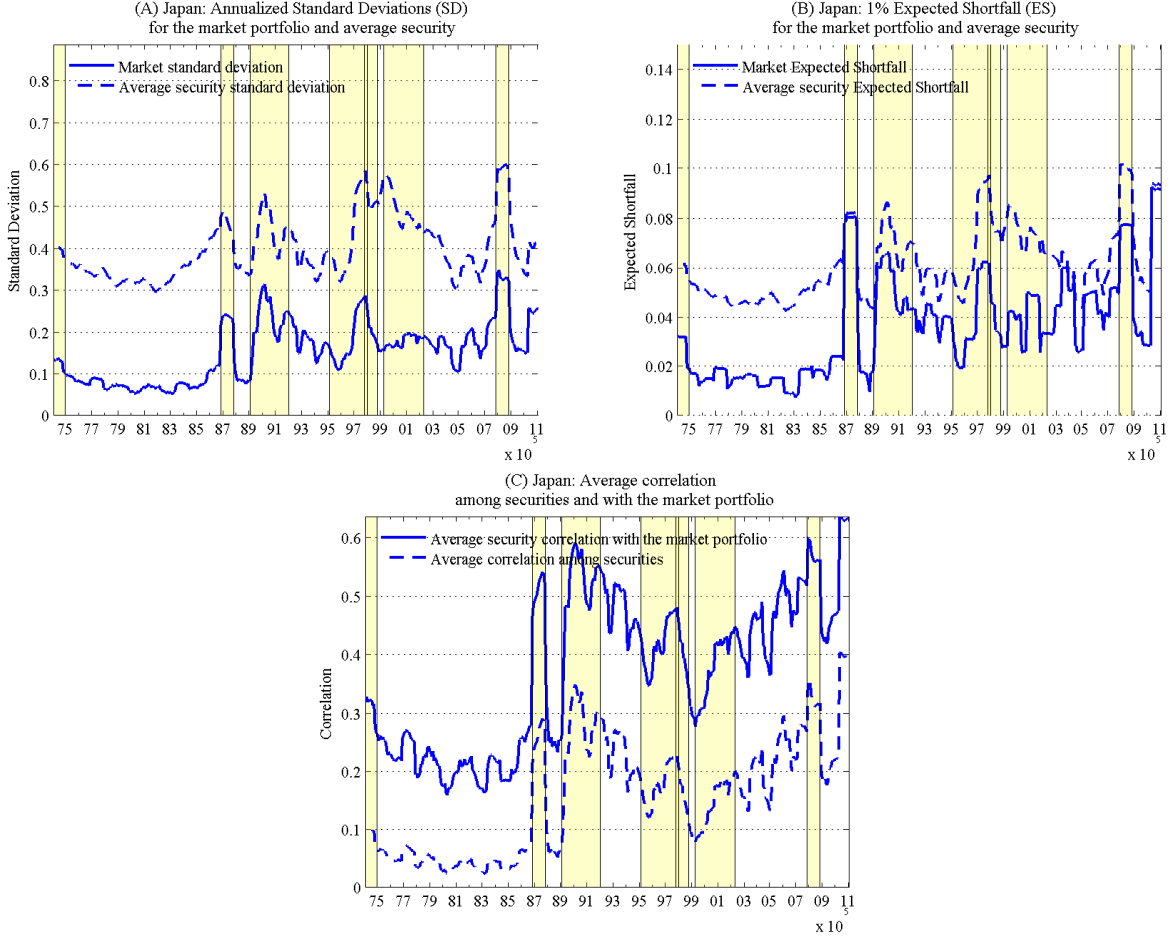 (A) Japan: Annualized Standard Deviations (SD)
for the market portfolio and average security
Standard Deviation
0.8
0.7
0.6
0.5
0.4
0.3
0.2
0.1
0
Market standard deviation
Average security standard deviation
75 77 79 81 83 85 87 89 91 93 95 97 99 01 03 05 07 09 11
x 10^5
(B) Japan: 1% Expected Shortfall (ES)
for the market portfolio and average security
Expected Shortfall
0.14
0.12
0.1
0.08
0.06
0.04
0.02
0
Market Expected Shortfall
Average security Expected Shortfall
75 77 79 81 83 85 87 89 91 93 95 97 99 01 03 05 07 09 11
x 10^5
(C) Japan: Average correlation
among securities and with the market portfolio
Correlation
0.6
0.5
0.4
0.3
0.2
0.1
0
Average security correlation with the market portfolio
Average correlation among securities
75 77 79 81 83 85 87 89 91 93 95 97 99 01 03 05 07 09 11
x 10^5